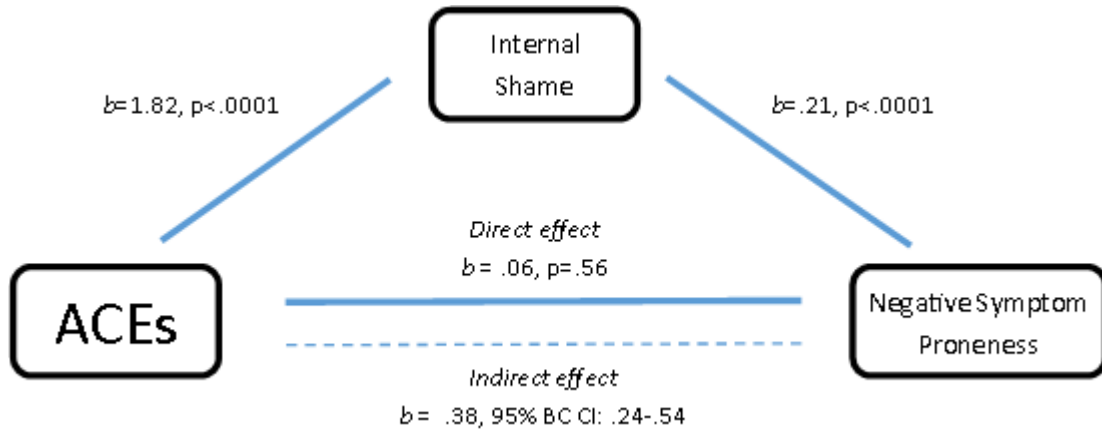 Internal
Shame
b=1.82, p<.0001
b=.21, p<.0001
Direct effect
b = .06, p=.56
ACEs
Negative Symptom
Proneness
Indirect effect
b = .38, 95% BC CI: .24-.54